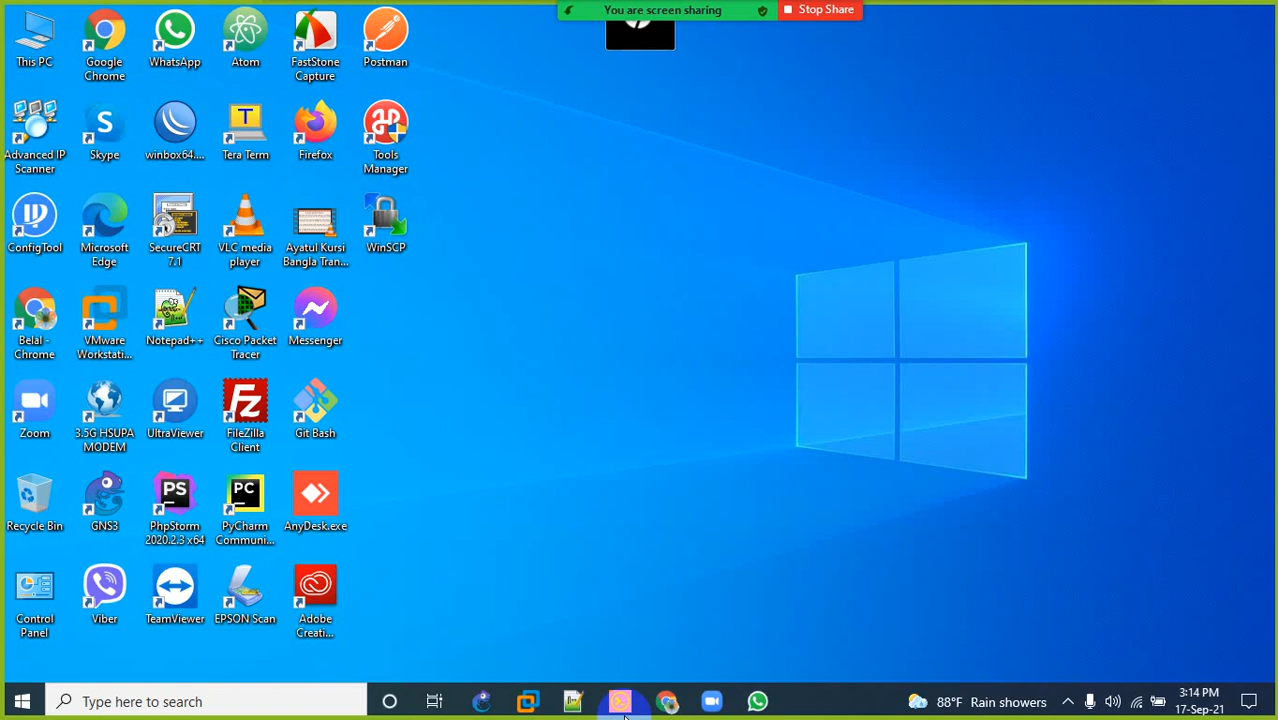 You are screen sharing
Stop Share
This PC
Google
Chrome
WhatsApp
Atom
FastStone
Capture
Postman
Advanced IP
Scanner
Skype
winbox64....
T
Tera Term
Firefox
Tools
Manager
ConfigTool
Microsoft
Edge
SecureCRT
7.1
VLC media
player
Ayatul Kursi
Bangla Tran...
WinSCP
Belal -
Chrome
VMware
Workstati...
Notepad++
Cisco Packet
Tracer
Messenger
Zoom
3.5G HSUPA
MODEM
UltraViewer
FileZilla
Client
Git Bash
Recycle Bin
GNS3
PS
PhpStorm
2020.2.3 x64
PC
PyCharm
Communi...
AnyDesk.exe
Control
Panel
Viber
TeamViewer
EPSON Scan
Adobe
Creati...
Type here to search
88°F Rain showers
3:14 PM
17-Sep-21